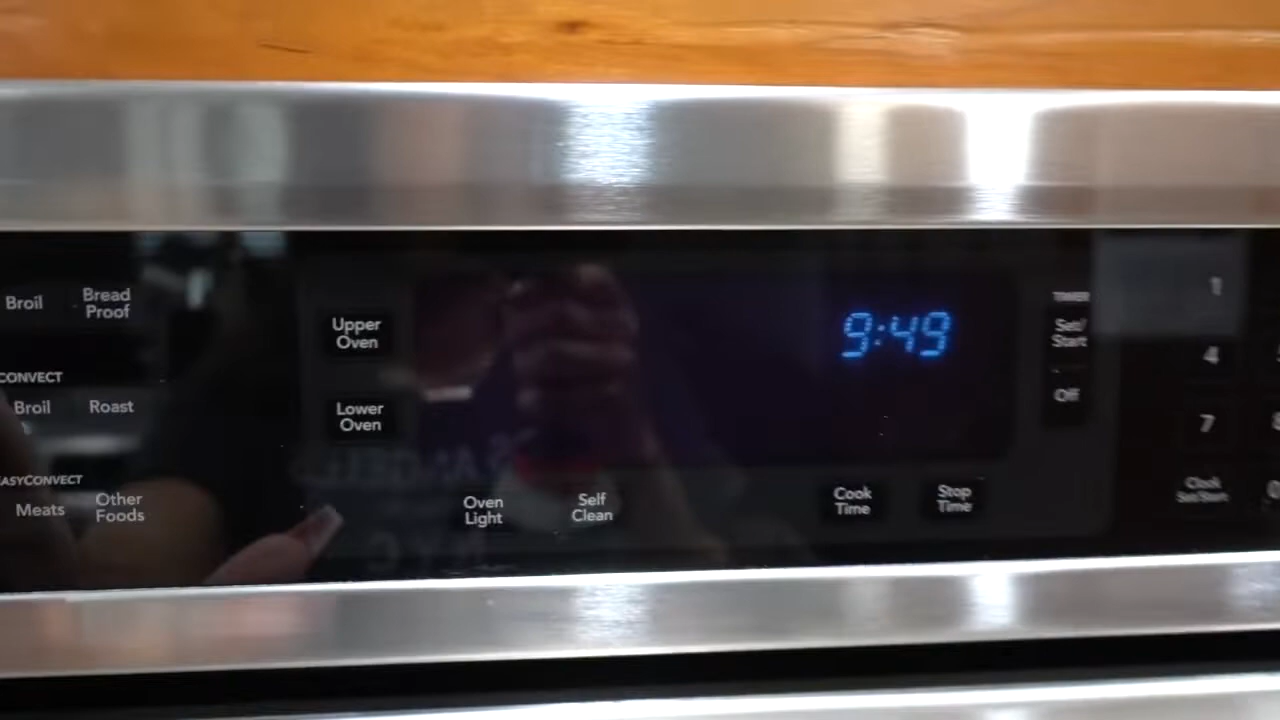 Broil
Bread
Proof
CONVECT
Broil
Roast
EASYCONVECT
Meats
Other
Foods
Upper
Oven
Lower
Oven
Oven
Light
Self
Clean
9:49
Cook
Time
Stop
Time
TIMER
Set/
Start
Off
1
4
7
Clock
Set/Start